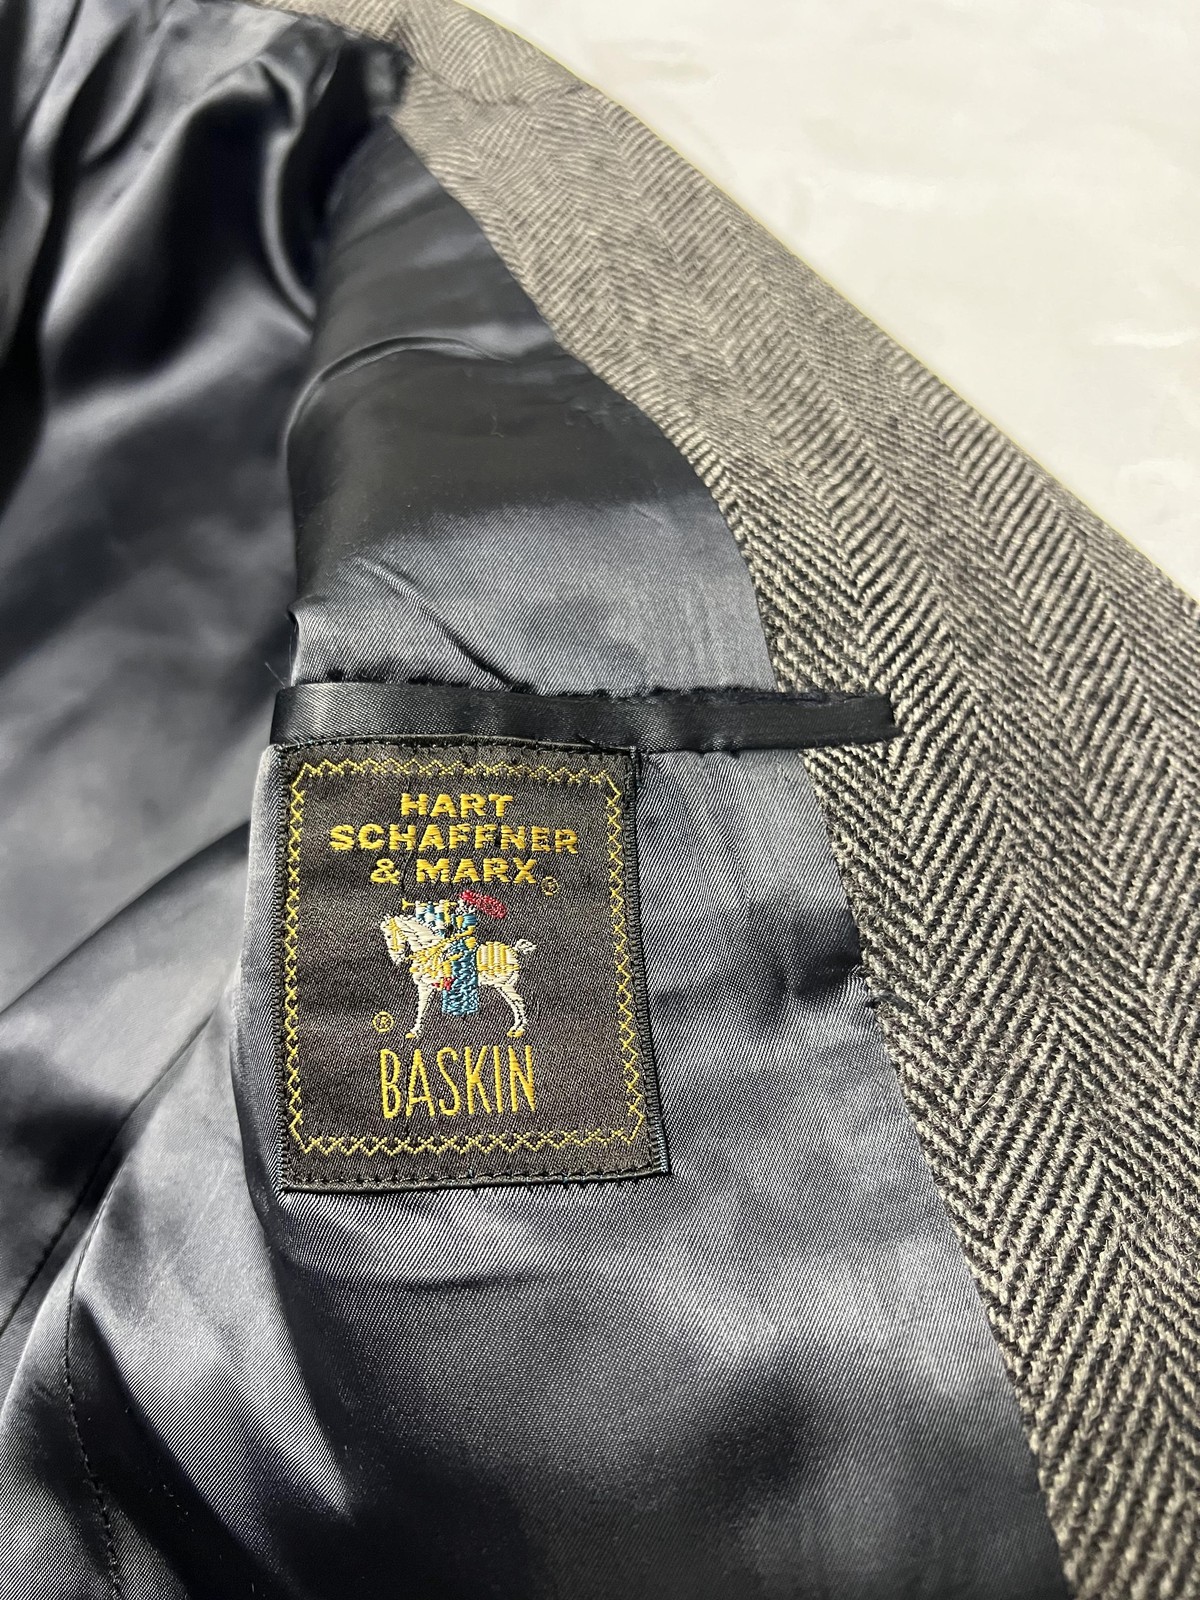 HART
SCHAFFNER
& MARX®
®
BASKIN